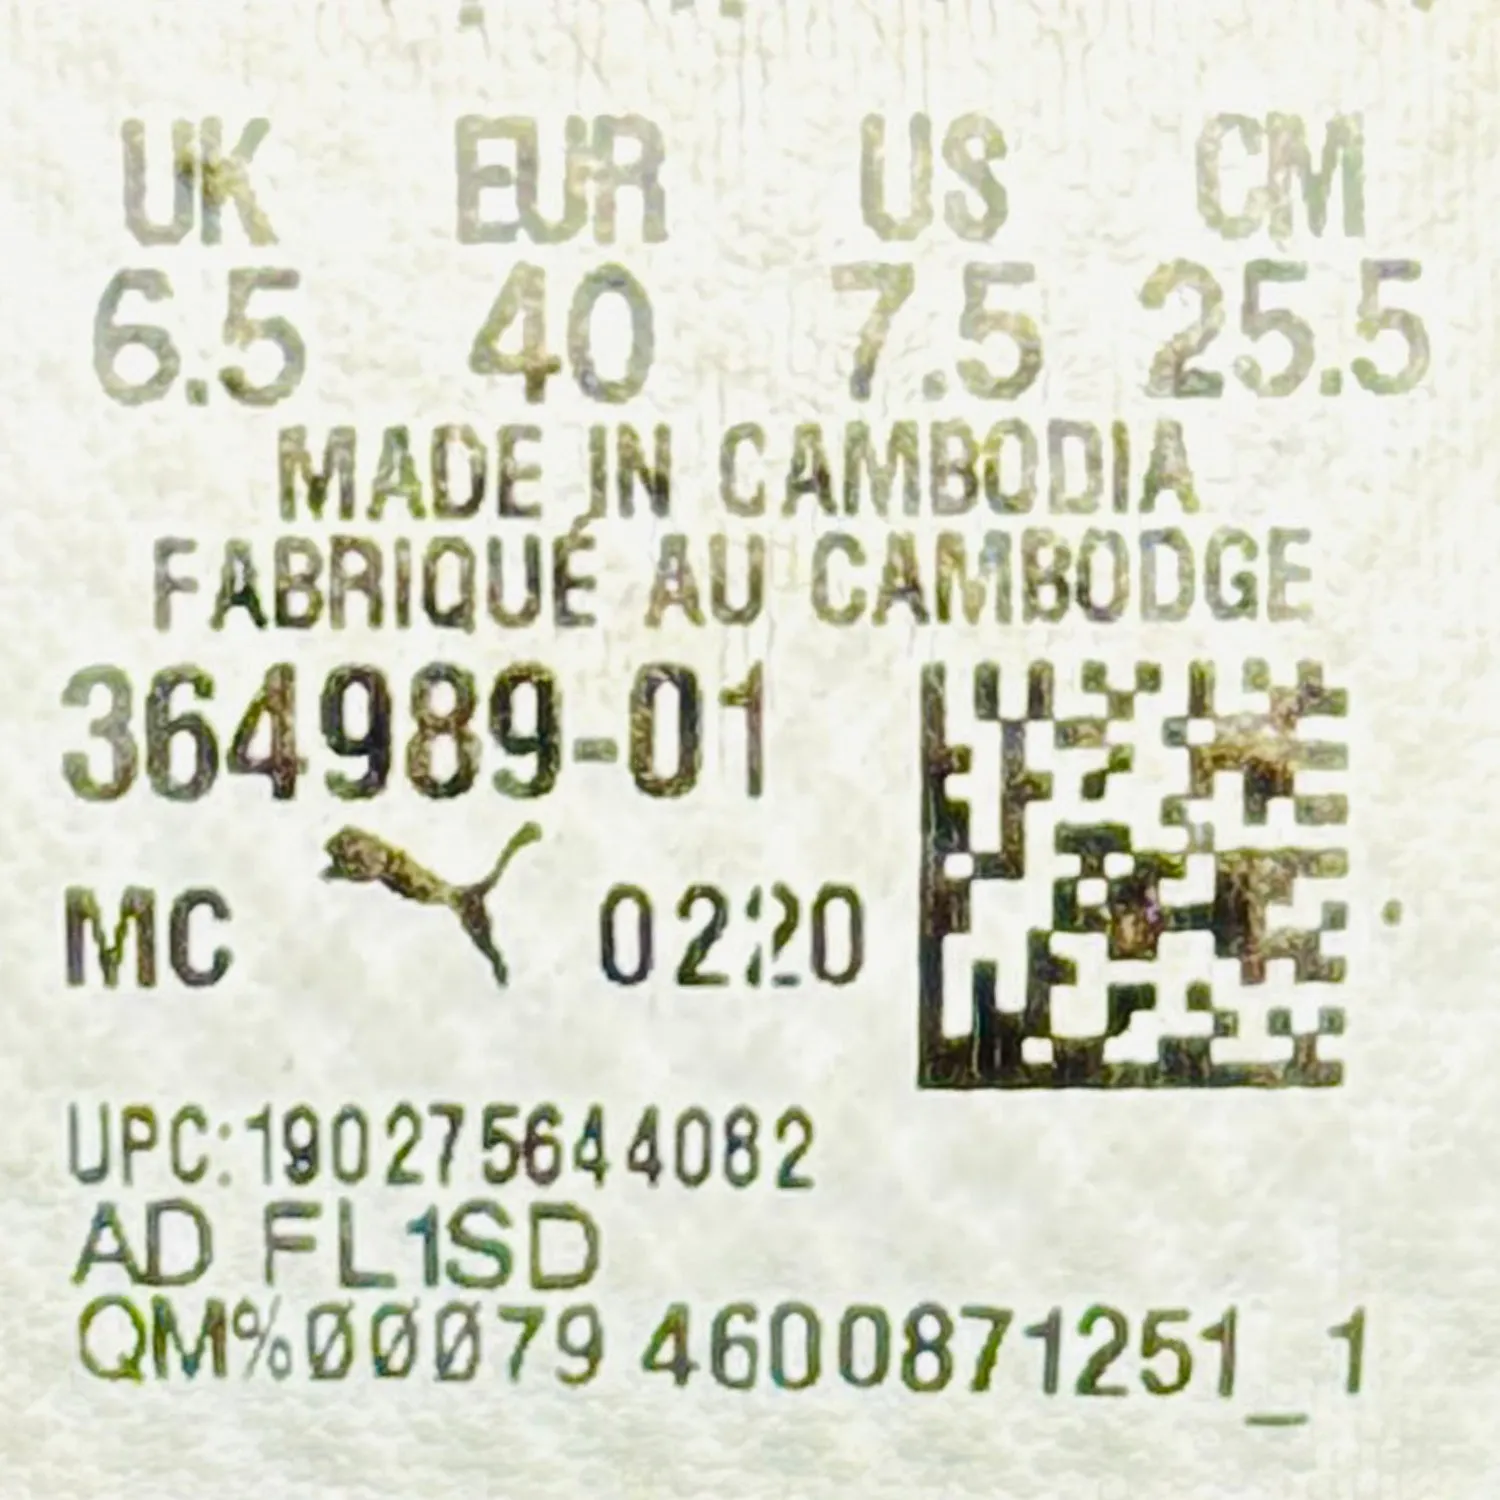 UK EUR US CM
6.5 40 7.5 25.5
MADE IN CAMBODIA
FABRIQUÉ AU CAMBODGE
364989-01
MC 0220
UPC:190275644082
AD FL1SD
QM%00079 4600871251_1